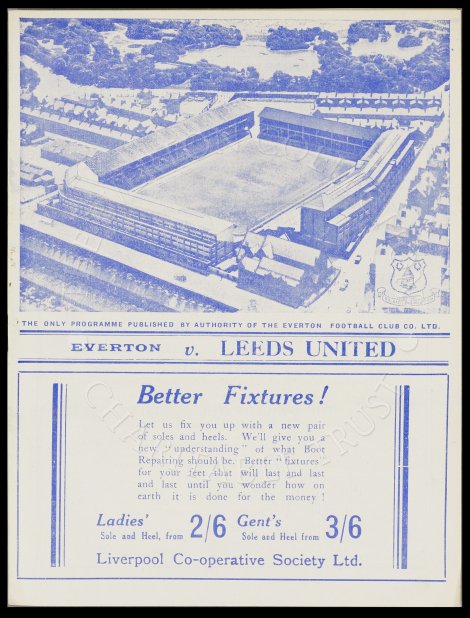 THE ONLY PROGRAMME PUBLISHED BY AUTHORITY OF THE EVERTON FOOTBALL CLUB CO. LTD.
EVERTON v. LEEDS UNITED
Better Fixtures!
Let us fix you up with a new pair
of soles and heels. We'll give you a
new "understanding" of what Boot
Repairing should be. Better "fixtures"
for your feet that will last and last
and last until you wonder how on
earth it is done for the money!
Ladies' 2/6 Gent's 3/6
Sole and Heel, from Sole and Heel from
Liverpool Co-operative Society Ltd.